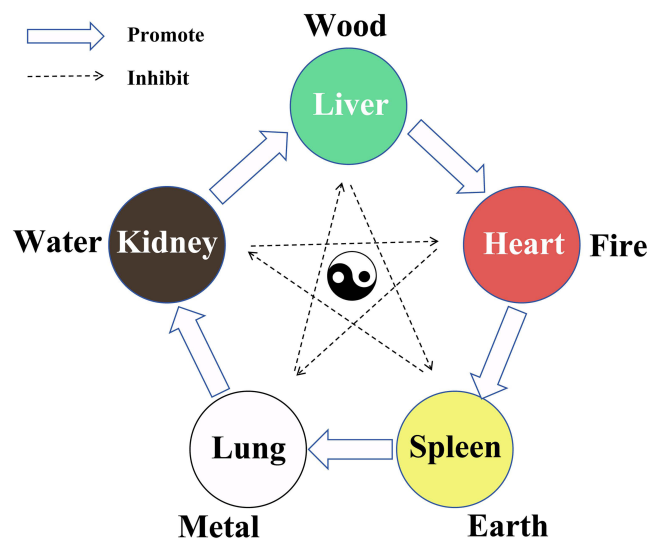 Promote
Inhibit
Wood
Liver
Water
Kidney
Heart
Fire
Lung
Spleen
Metal
Earth